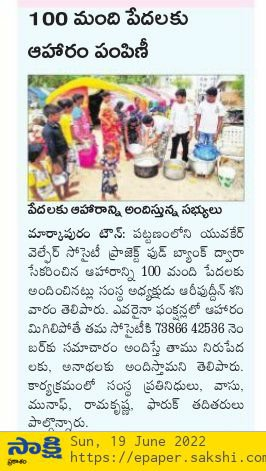 100 మంది పేదలకు
ఆహారం పంపిణీ
పేదలకు ఆహారాన్ని అందిస్తున్న సభ్యులు
మార్కాపురం టౌన్: పట్టణంలోని యువకేర్
వెల్ఫేర్ సొసైటీ ప్రాజెక్ట్ ఫుడ్ బ్యాంక్ ద్వారా
సేకరించిన ఆహారాన్ని 100 మంది పేదలకు
అందించినట్లు సంస్థ అధ్యక్షుడు ఆరీఫుద్దీన్ శని
వారం తెలిపారు. ఎవరైనా ఫంక్షన్లలో ఆహారం
మిగిలిపోతే తమ సొసైటీకి 73866 42536 నెం
బర్‌కు సమాచారం అందిస్తే తాము నిరుపేద
లకు, అనాథలకు అందిస్తామని తెలిపారు.
కార్యక్రమంలో సంస్థ ప్రతినిధులు, వాసు,
మునాఫ్, రామకృష్ణ, ఫారుక్ తదితరులు
పాల్గొన్నారు.
సాక్షి
ప్రకాశం
Sun, 19 June 2022
https://epaper.sakshi.com